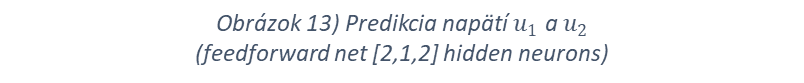 Obrázok 13) Predikcia napätí u₁ a u₂
(feedforward net [2,1,2] hidden neurons)